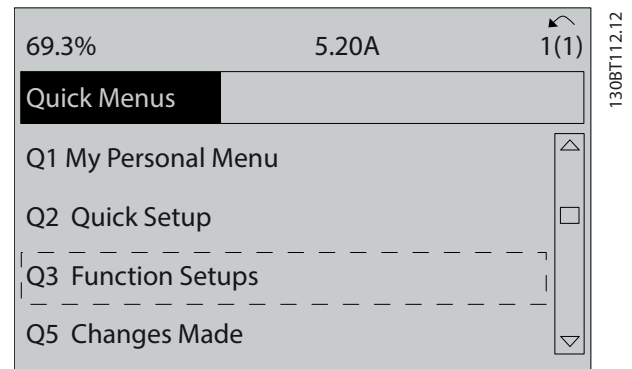 69.3% 5.20A 1(1)
Quick Menus
Q1 My Personal Menu
Q2 Quick Setup
Q3 Function Setups
Q5 Changes Made
130BT112.12